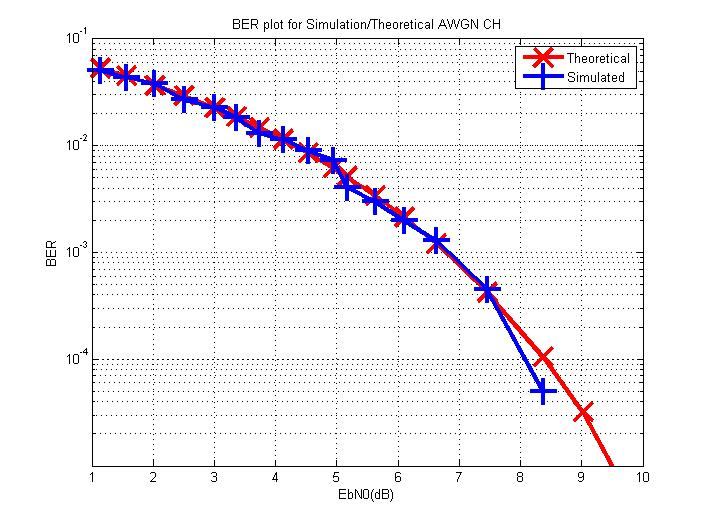 BER plot for Simulation/Theoretical AWGN CH
Theoretical
Simulated
BER
10-1
10-2
10-3
10-4
1 2 3 4 5 6 7 8 9 10
EbN0(dB)